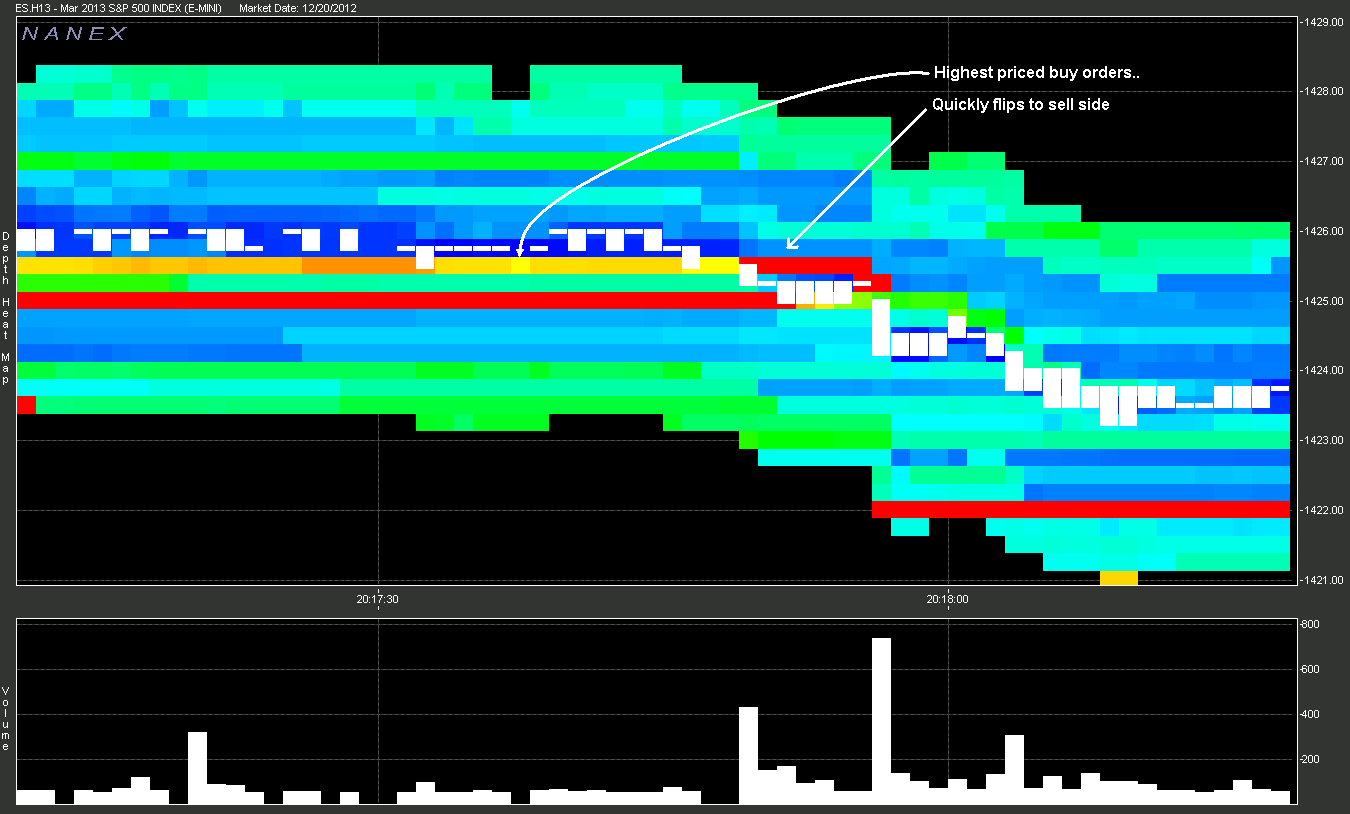 ES.H13 - Mar 2013 S&P 500 INDEX (E-MINI) Market Date: 12/20/2012
NANEX
Highest priced buy orders..
Quickly flips to sell side
Depth Heat Map
1429.00
1428.00
1427.00
1426.00
1425.00
1424.00
1423.00
1422.00
1421.00
20:17:30 20:18:00
Volume
800
600
400
200